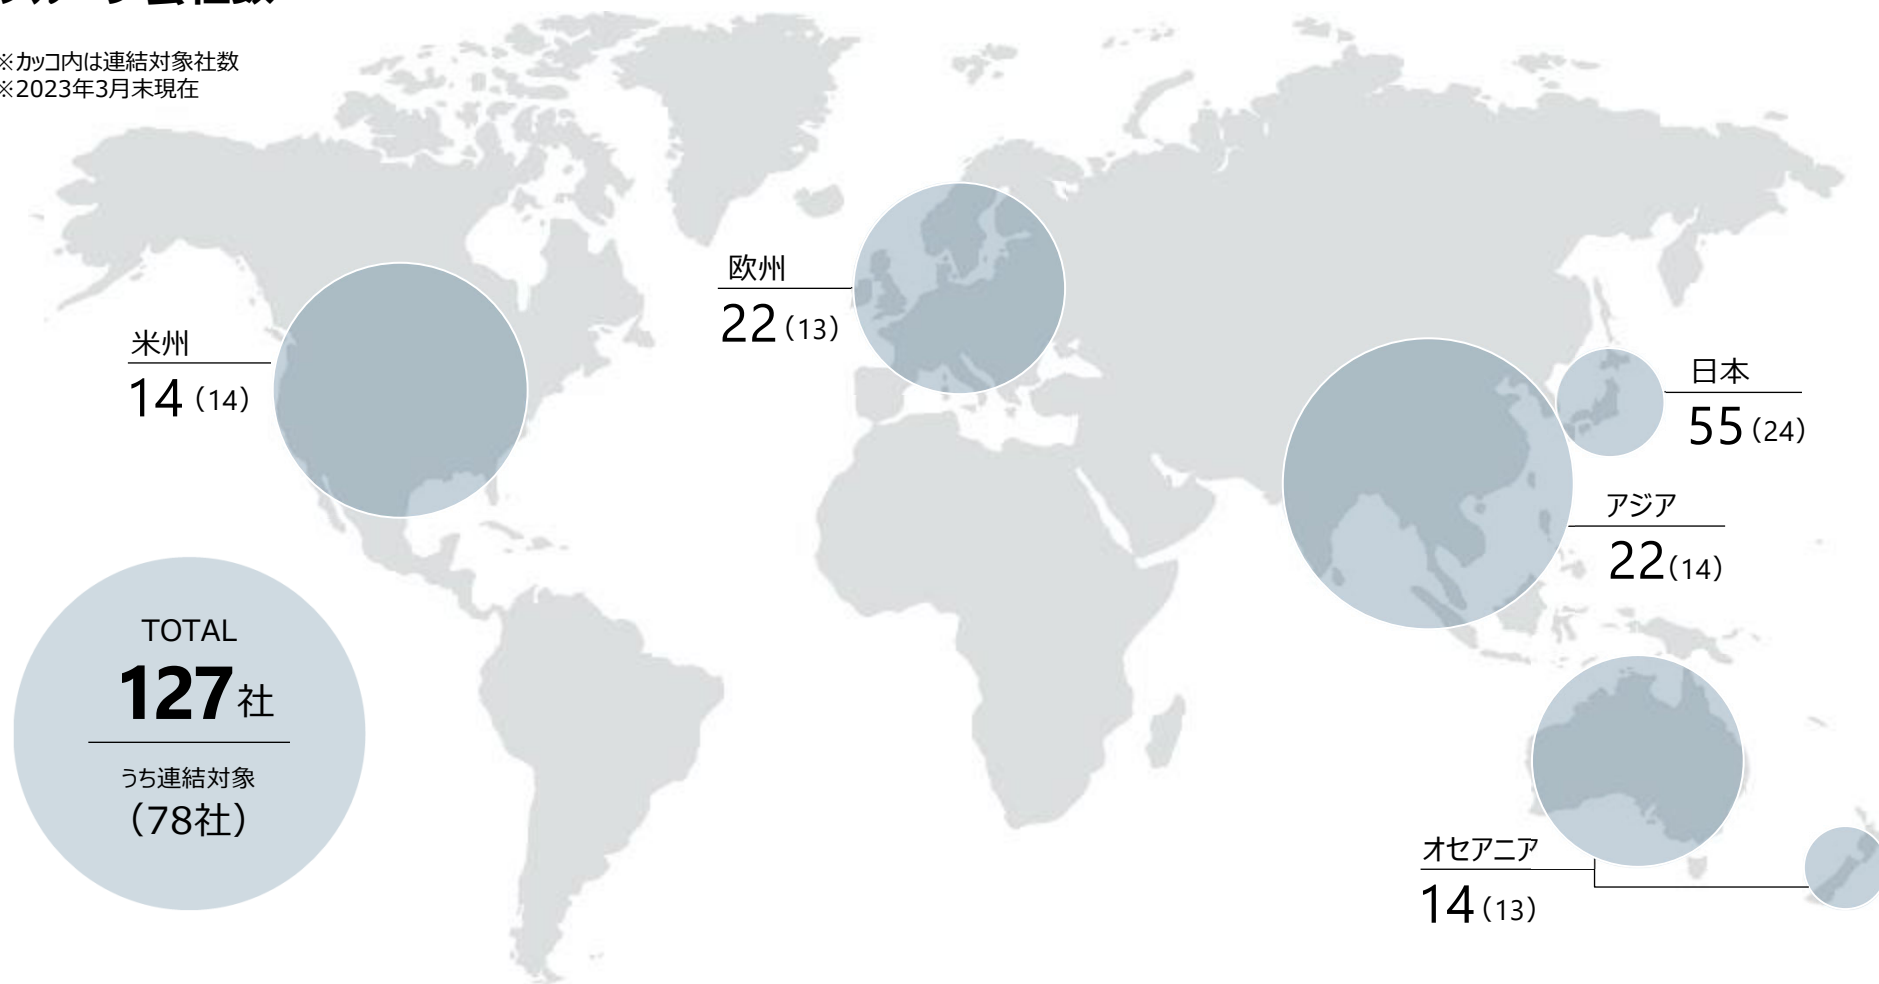 ※カッコ内は連結対象社数
※2023年3月末現在
欧州
22（13）
米州
14（14）
日本
55（24）
アジア
22（14）
TOTAL
127社
うち連結対象
（78社）
オセアニア
14（13）